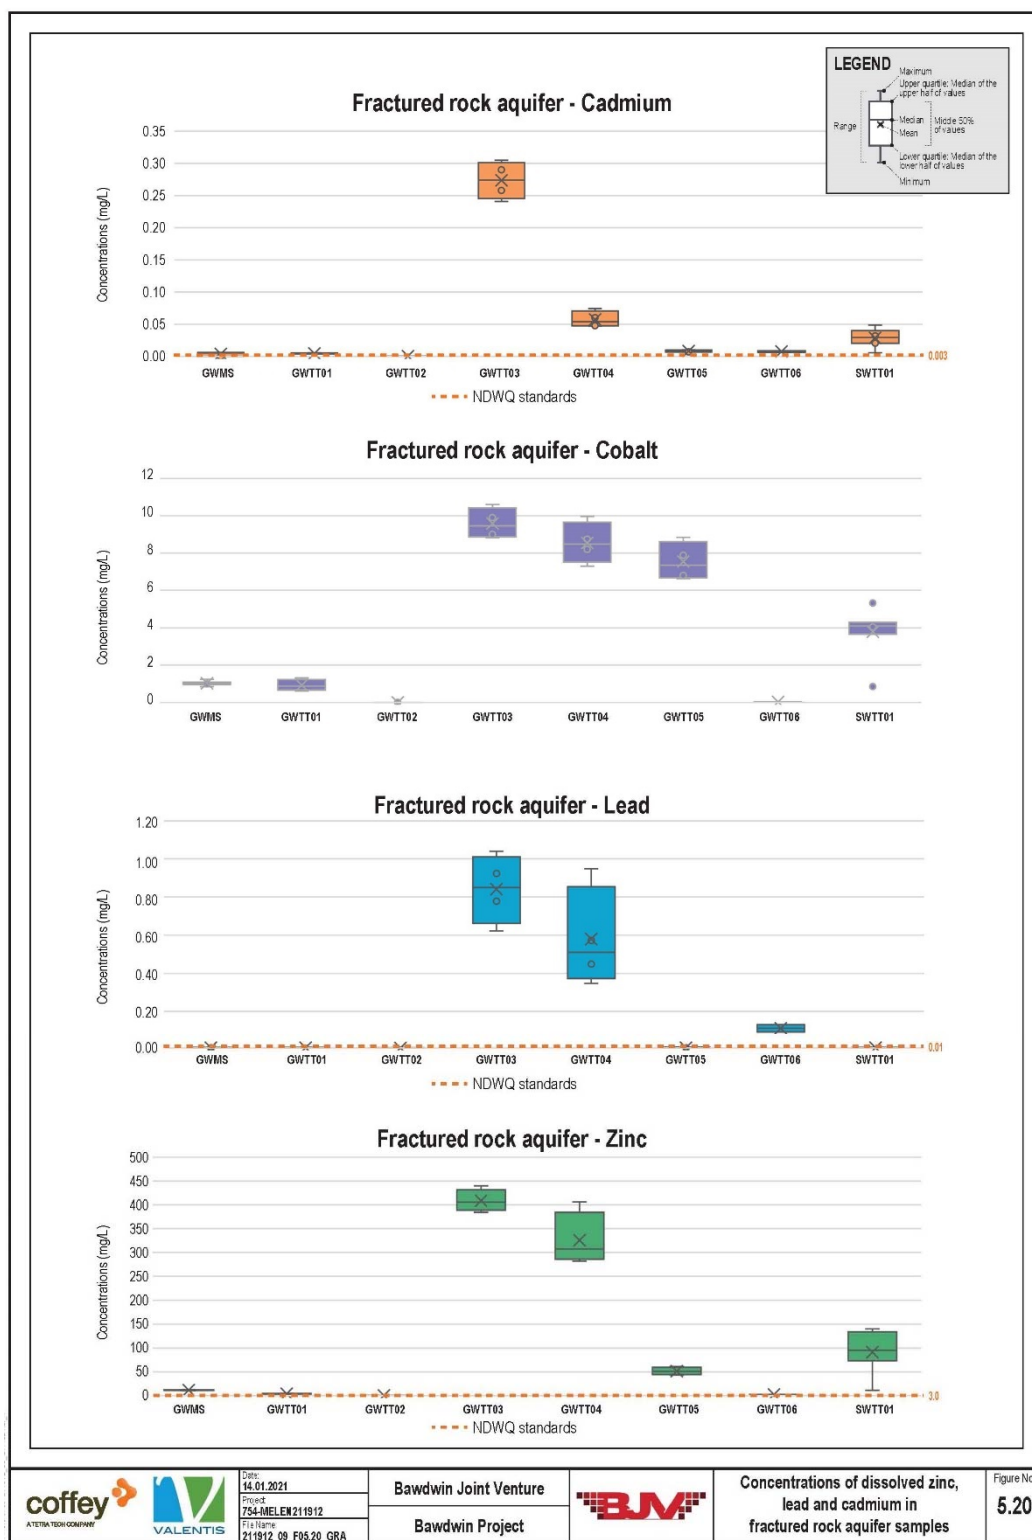 LEGEND
Maximum
Upper quartile: Median of the
upper half of values
Range
Median
Mean
Middle 50%
of values
Lower quartile: Median of the
lower half of values
Minimum
Fractured rock aquifer - Cadmium
Concentrations (mg/L)
0.35
0.30
0.25
0.20
0.15
0.10
0.05
0.00
0.003
GWMS GWTT01 GWTT02 GWTT03 GWTT04 GWTT05 GWTT06 SWTT01
NDWQ standards
Fractured rock aquifer - Cobalt
Concentrations (mg/L)
12
10
8
6
4
2
0
GWMS GWTT01 GWTT02 GWTT03 GWTT04 GWTT05 GWTT06 SWTT01
Fractured rock aquifer - Lead
Concentrations (mg/L)
1.20
1.00
0.80
0.60
0.40
0.20
0.00
0.01
GWMS GWTT01 GWTT02 GWTT03 GWTT04 GWTT05 GWTT06 SWTT01
NDWQ standards
Fractured rock aquifer - Zinc
Concentrations (mg/L)
500
450
400
350
300
250
200
150
100
50
0
3.0
GWMS GWTT01 GWTT02 GWTT03 GWTT04 GWTT05 GWTT06 SWTT01
NDWQ standards
coffey
A TETRA TECH COMPANY
VALENTIS
Date:
14.01.2021
Project:
754-MELEN211912
File Name:
211912_09_F05.20_GRA
Bawdwin Joint Venture
Bawdwin Project
BJV
Concentrations of dissolved zinc,
lead and cadmium in
fractured rock aquifer samples
Figure No
5.20